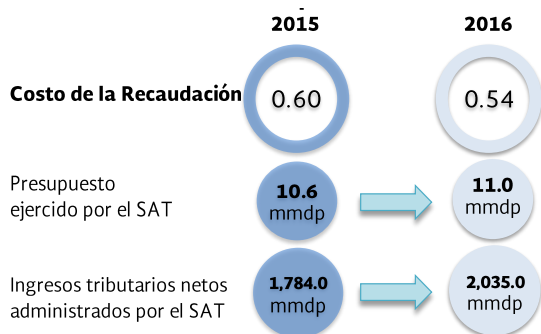 2015 2016
Costo de la Recaudación 0.60 0.54
Presupuesto
ejercido por el SAT
10.6
mmdp
11.0
mmdp
Ingresos tributarios netos
administrados por el SAT
1,784.0
mmdp
2,035.0
mmdp